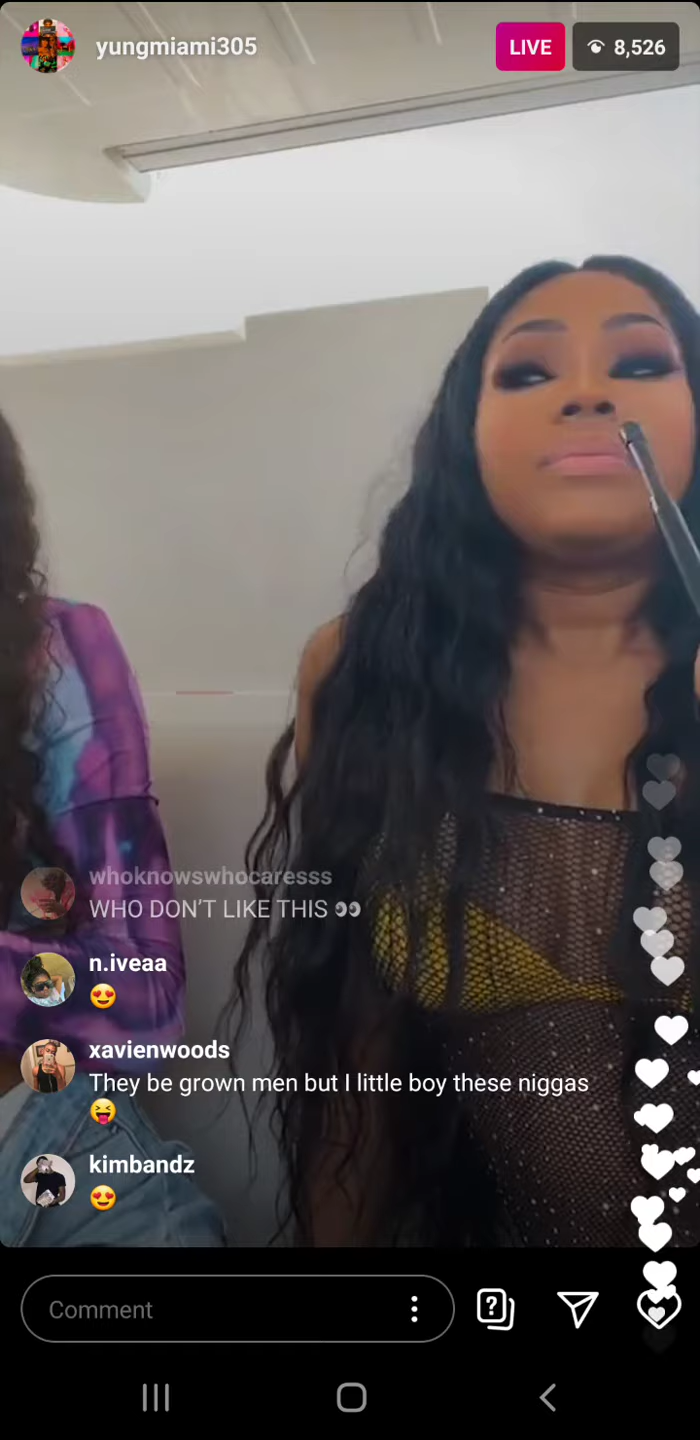 yungmiami305
LIVE
8,526
whoknowswhocaresss
WHO DON'T LIKE THIS 👀
n.iveaa
😍
xavienwoods
They be grown men but I little boy these niggas
😝
kimbandz
😍
Comment